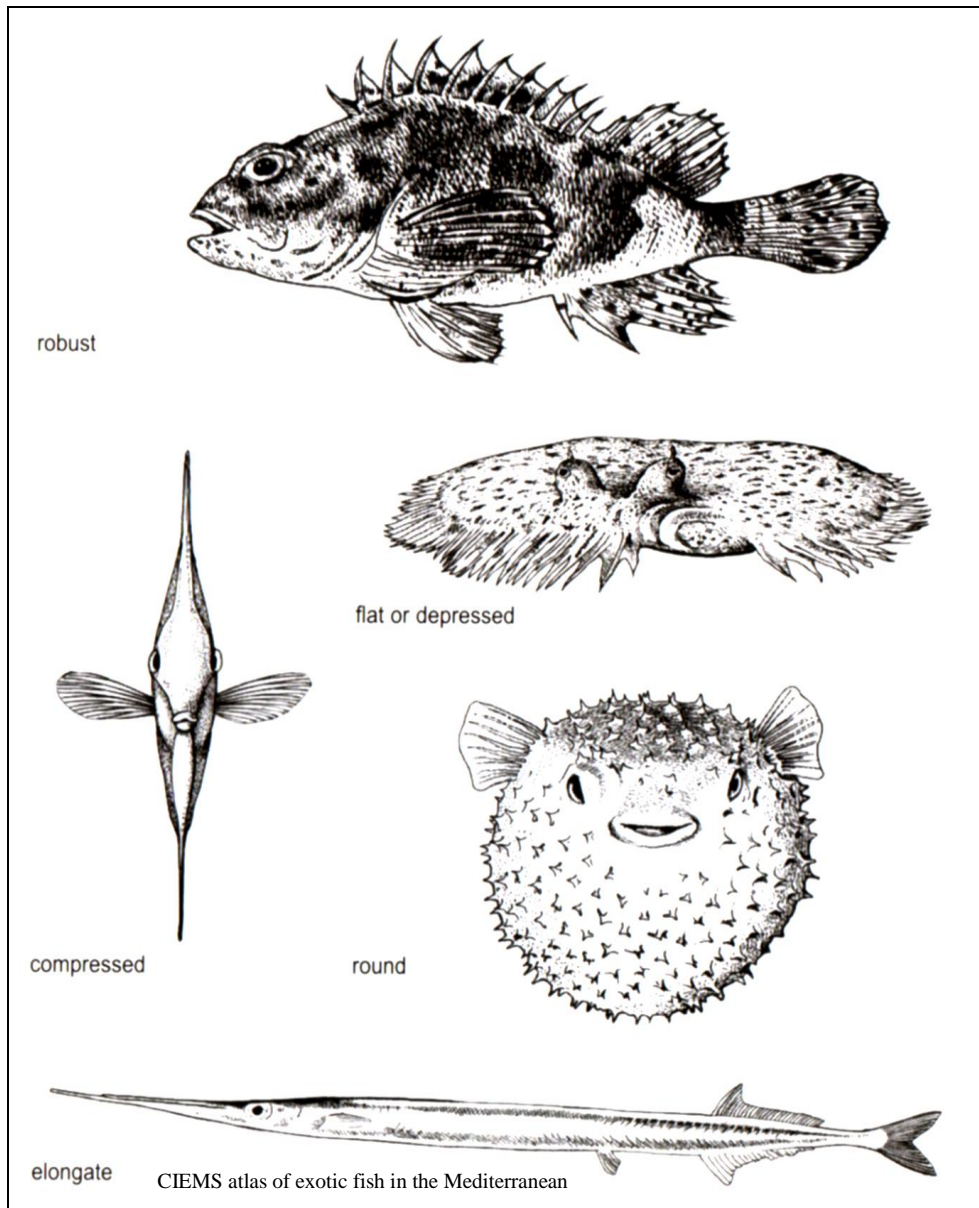 robust
flat or depressed
compressed
round
elongate
CIEMS atlas of exotic fish in the Mediterranean